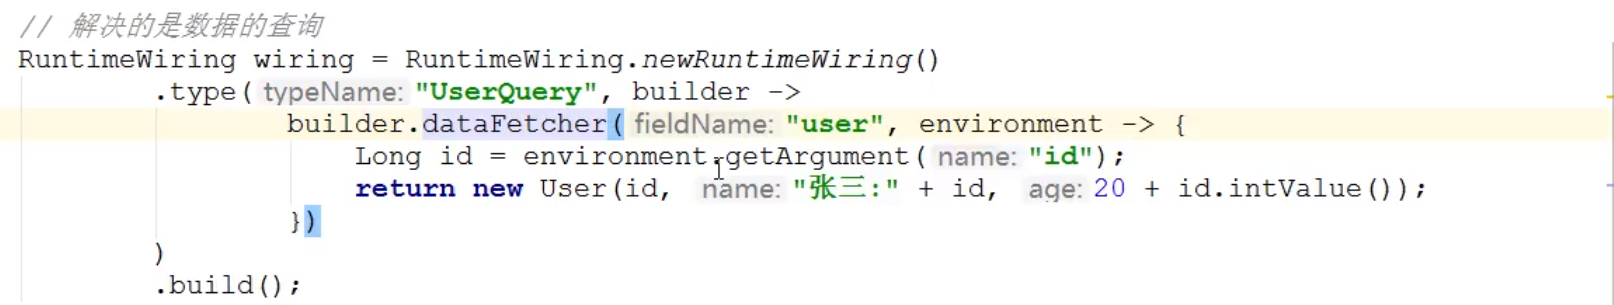 // 解决的是数据的查询
RuntimeWiring wiring = RuntimeWiring.newRuntimeWiring()
.type( typeName: "UserQuery", builder ->
builder.dataFetcher( fieldName: "user", environment -> {
Long id = environment.getArgument( name: "id");
return new User(id, name: "张三:" + id, age: 20 + id.intValue());
})
)
.build();